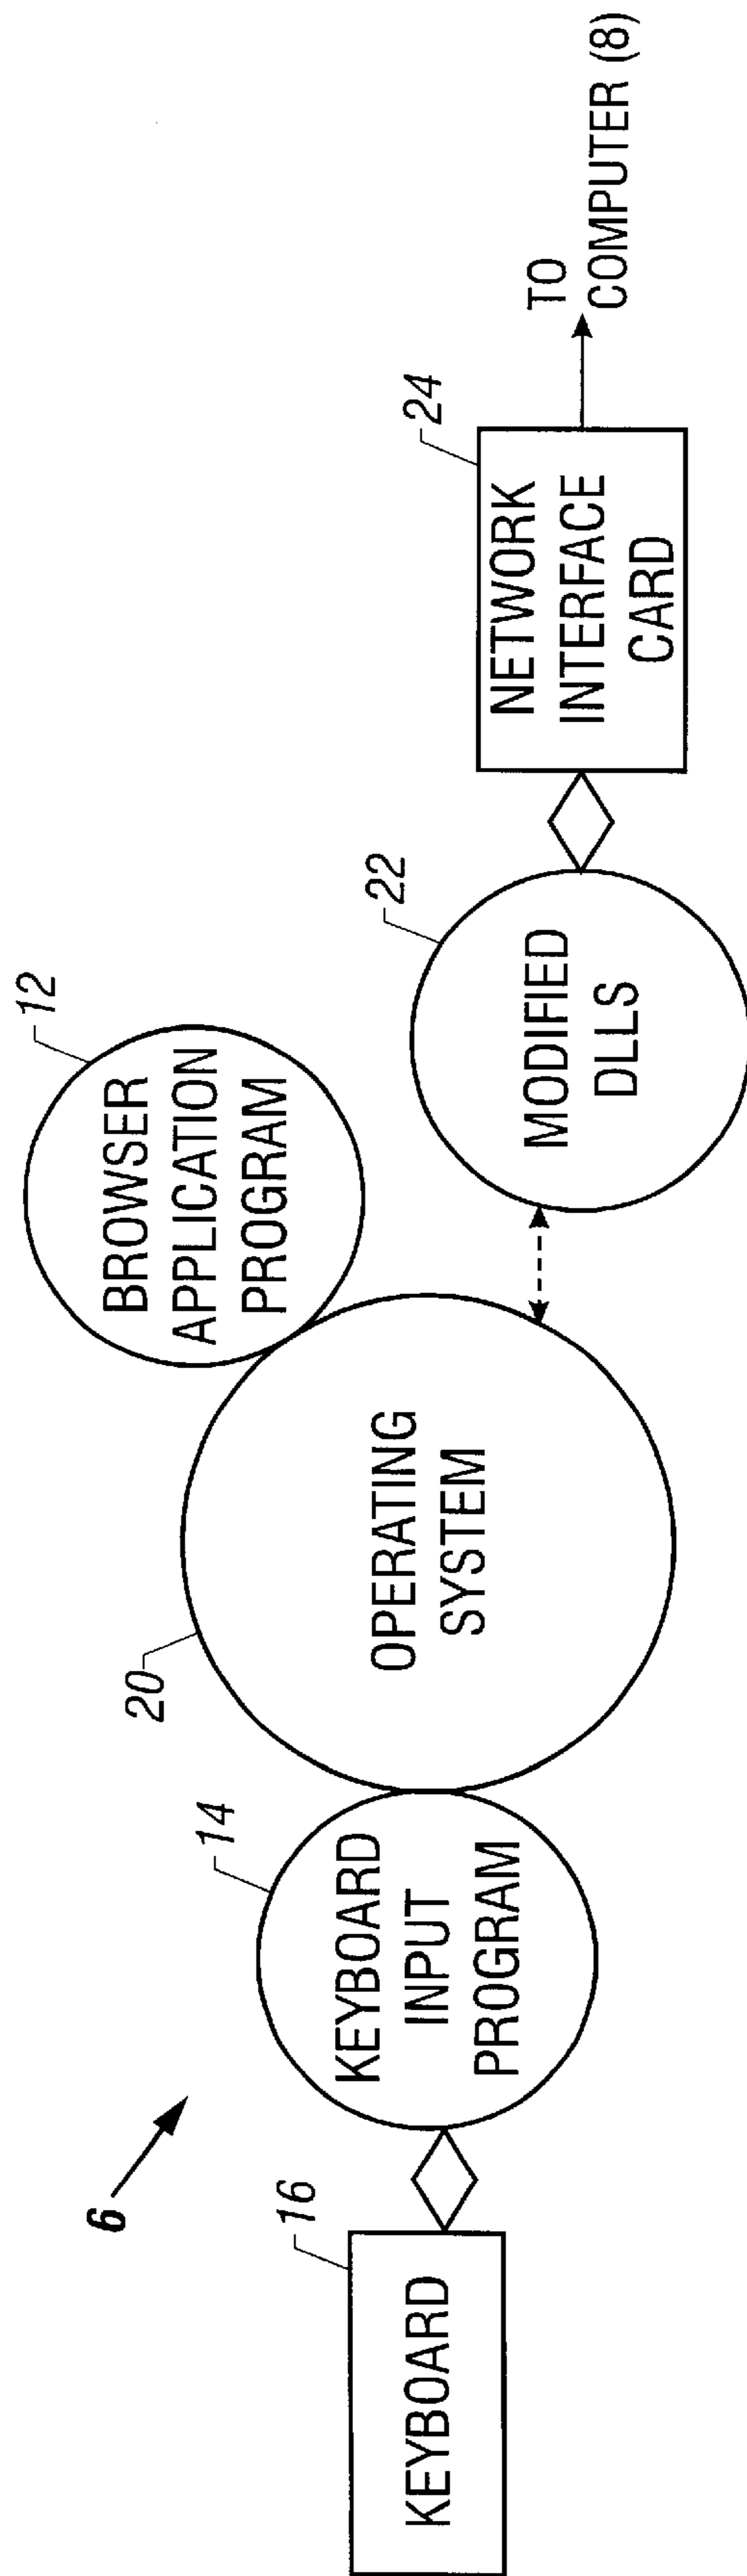 6
16
KEYBOARD
14
KEYBOARD
INPUT
PROGRAM
20
OPERATING
SYSTEM
12
BROWSER
APPLICATION
PROGRAM
22
MODIFIED
DLLS
24
NETWORK
INTERFACE
CARD
TO
COMPUTER (8)